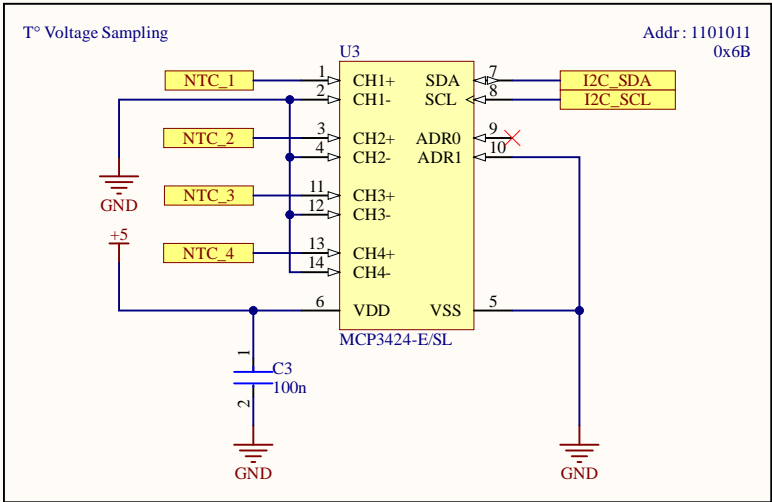 T° Voltage Sampling
Addr : 1101011
0x6B
U3
NTC_1
1
CH1+
SDA
7
I2C_SDA
2
CH1-
SCL
8
I2C_SCL
NTC_2
3
CH2+
ADR0
9
4
CH2-
ADR1
10
GND
NTC_3
11
CH3+
12
CH3-
+5
NTC_4
13
CH4+
14
CH4-
6
VDD
VSS
5
MCP3424-E/SL
1
C3
100n
2
GND
GND